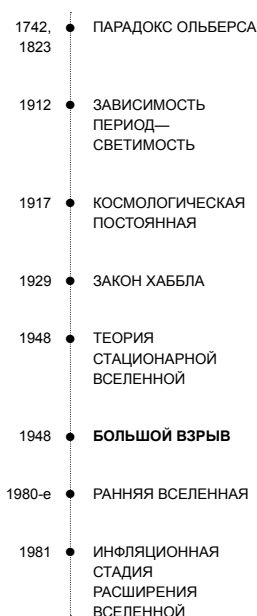 1742, ПАРАДОКС ОЛЬБЕРСА
1823
1912 ЗАВИСИМОСТЬ
ПЕРИОД—
СВЕТИМОСТЬ
1917 КОСМОЛОГИЧЕСКАЯ
ПОСТОЯННАЯ
1929 ЗАКОН ХАББЛА
1948 ТЕОРИЯ
СТАЦИОНАРНОЙ
ВСЕЛЕННОЙ
1948 БОЛЬШОЙ ВЗРЫВ
1980-е РАННЯЯ ВСЕЛЕННАЯ
1981 ИНФЛЯЦИОННАЯ
СТАДИЯ
РАСШИРЕНИЯ
ВСЕЛЕННОЙ